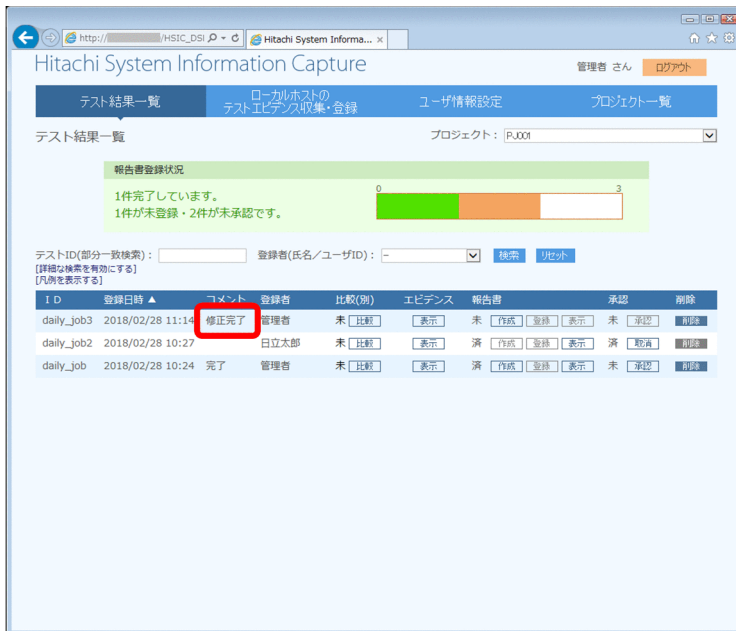 http:// /HSIC_DSI
Hitachi System Informa... ×
Hitachi System Information Capture
管理者 さん ログアウト
テスト結果一覧 ローカルホストの テストエビデンス収集・登録 ユーザ情報設定 プロジェクト一覧
テスト結果一覧 プロジェクト: PJ001
報告書登録状況
1件完了しています。
1件が未登録・2件が未承認です。
0 3
テストID(部分一致検索): 登録者(氏名/ユーザID): - 検索 リセット
[詳細な検索を有効にする]
[凡例を表示する]
ID 登録日時▲ コメント 登録者 比較(別) エビデンス 報告書 承認 削除
daily_job3 2018/02/28 11:14 修正完了 管理者 未 比較 表示 未 作成 登録 表示 未 承認 削除
daily_job2 2018/02/28 10:27 日立太郎 未 比較 表示 済 作成 登録 表示 済 取消 削除
daily_job 2018/02/28 10:24 完了 管理者 未 比較 表示 済 作成 登録 表示 未 承認 削除